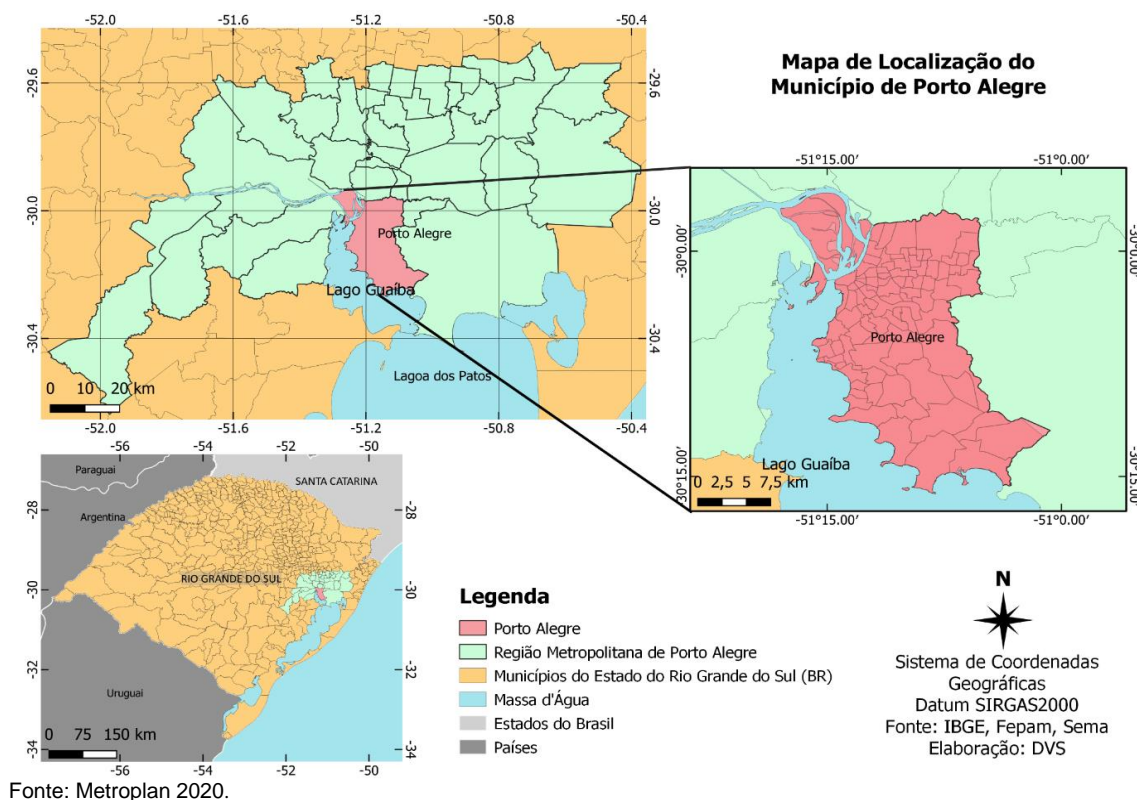 Mapa de Localização do
Município de Porto Alegre
-52.0 -51.6 -51.2 -50.8 -50.4
-29.6 -29.6
-30.0 -30.0
-30.4 -30.4
Porto Alegre
Lago Guaíba
Lagoa dos Patos
0 10 20 km
-52.0 -51.6 -51.2 -50.8 -50.4
-51°15.00' -51°0.00'
-30°0.00' -30°0.00'
Porto Alegre
Lago Guaíba
0 2,5 5 7,5 km
-30°15.00' -30°15.00'
-51°15.00' -51°0.00'
-56 -54 -52 -50
Paraguai
SANTA CATARINA
-28 -28
Argentina
RIO GRANDE DO SUL
-30 -30
-32 -32
Uruguai
0 75 150 km
-34 -34
-56 -54 -52 -50
Legenda
Porto Alegre
Região Metropolitana de Porto Alegre
Municípios do Estado do Rio Grande do Sul (BR)
Massa d'Água
Estados do Brasil
Países
N
Sistema de Coordenadas
Geográficas
Datum SIRGAS2000
Fonte: IBGE, Fepam, Sema
Elaboração: DVS
Fonte: Metroplan 2020.